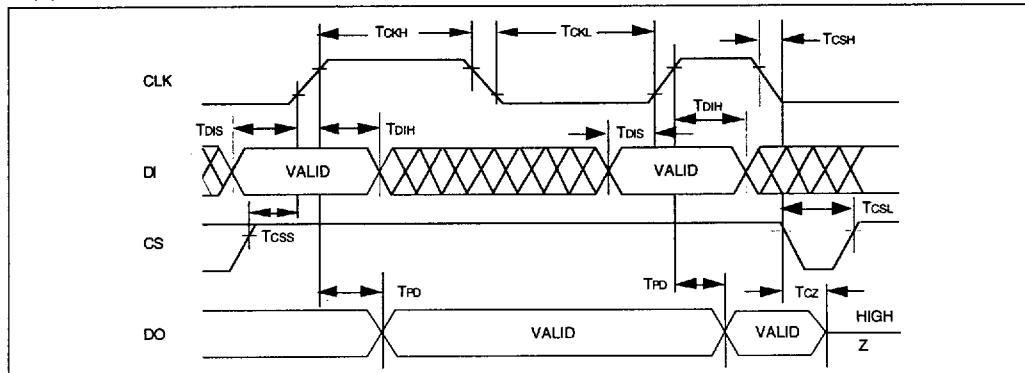 TCKH
TCKL
TCSH
CLK
TDIS
TDIH
TDIS
TDIH
DI
VALID
VALID
TCSS
TCSL
CS
TPD
TPD
TCZ
DO
VALID
VALID
HIGH
Z